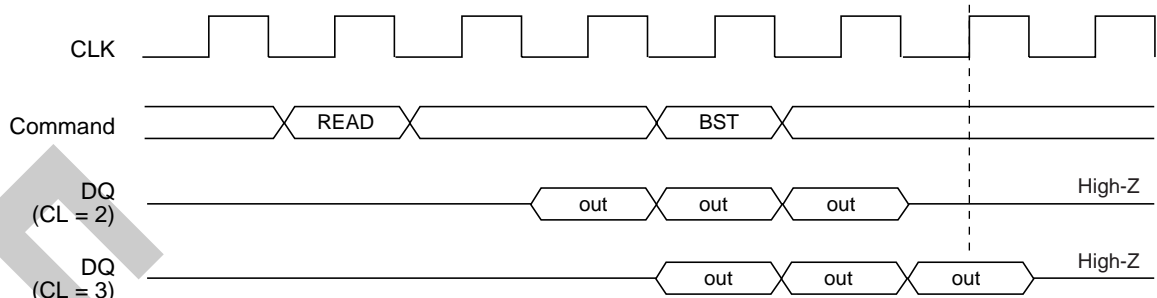 CLK
Command
READ
BST
DQ
(CL = 2)
out
out
out
High-Z
DQ
(CL = 3)
out
out
out
High-Z